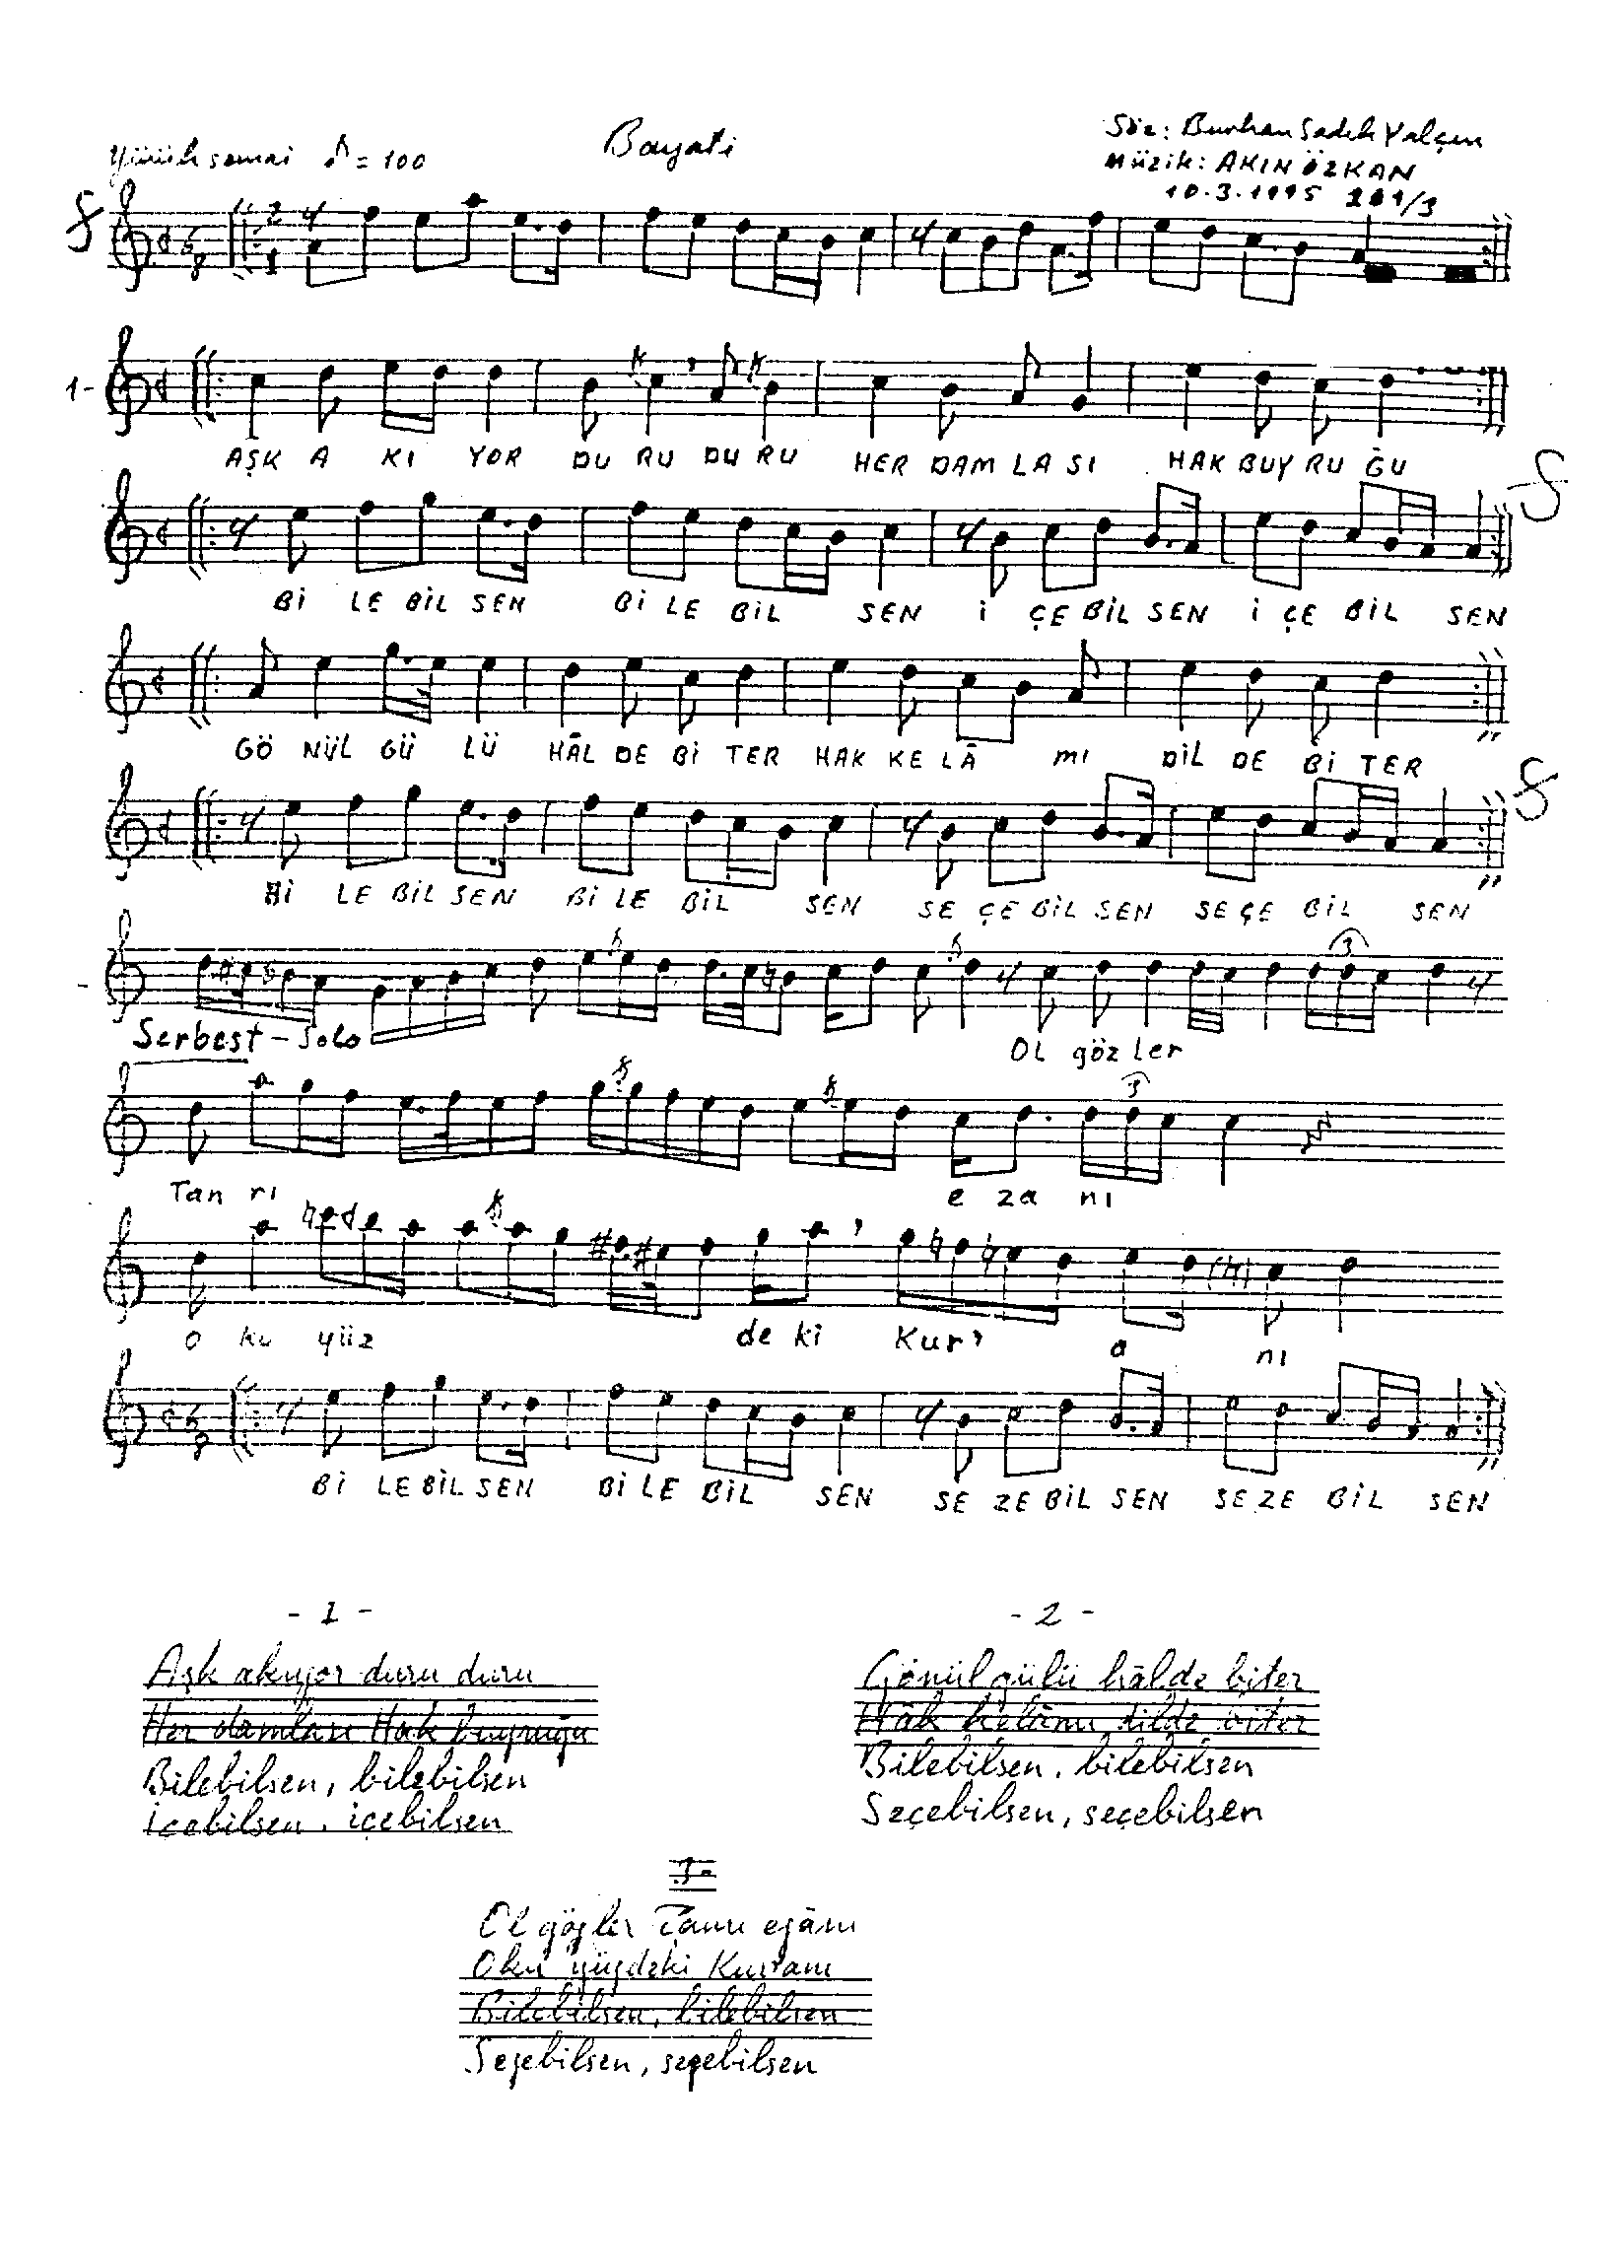 Bayati
Söz: Burhan Sadık Yalçın
Yürük semai ♪ = 100
Müzik: AKIN ÖZKAN
10.3.1995 201/3
1-
AŞK A KI YOR DU RU DU RU HER DAM LA SI HAK BUY RU ĞU
Bİ LE BİL SEN Bİ LE BİL SEN İ ÇE BİL SEN İ ÇE BİL SEN
GÖ NÜL GÜ LÜ HÂL DE Bİ TER HAK KE LÂ MI DİL DE Bİ TER
Bİ LE BİL SEN Bİ LE BİL SEN SE ÇE BİL SEN SE ÇE BİL SEN
Serbest - Solo
Ol göz ler
Tan rı e za nı
o ku yüz de ki Kur' a nı
Bİ LE BİL SEN Bİ LE BİL SEN SE ZE BİL SEN SE ZE BİL SEN
- 1 -
Aşk akıyor duru duru
Her damlası Hak buyruğu
Bilebilsen, bilebilsen
İçebilsen, içebilsen
- 2 -
Gönül gülü hâlde biter
Hâk kelâmı dilde biter
Bilebilsen, bilebilsen
Seçebilsen, seçebilsen
-3-
Ol gözler Tanrı ezânı
Oku yüzdeki Kur'anı
Bilebilsen, bilebilsen
Sezebilsen, sezebilsen